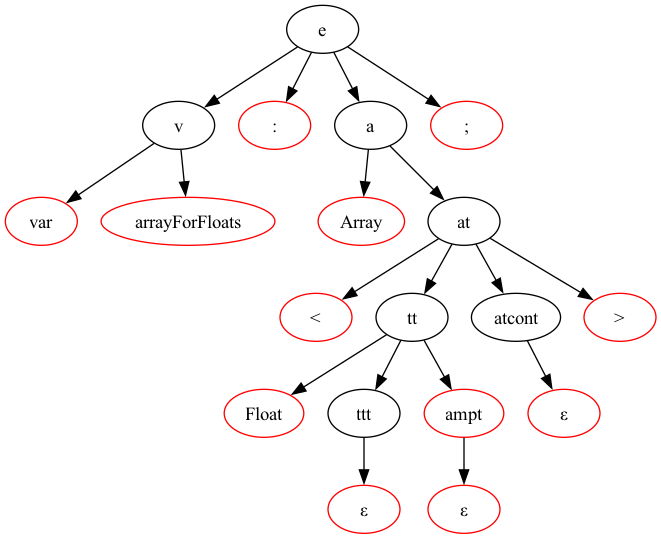 e
v : a ;
var arrayForFloats Array at
< tt atcont >
Float ttt ampt ε
ε ε